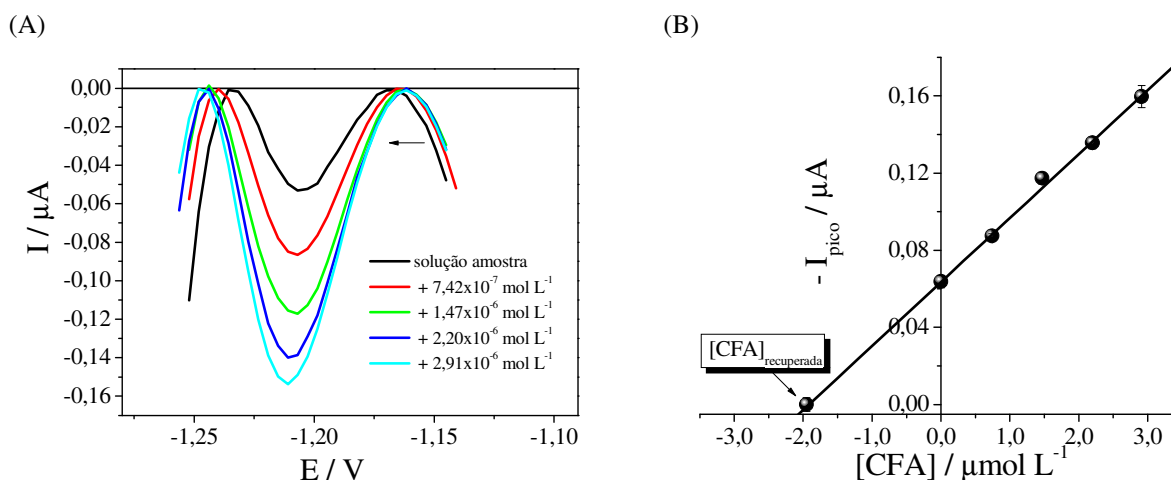 (A)
0,00
-0,02
-0,04
-0,06
-0,08
-0,10
-0,12
-0,14
-0,16
I / µA
solução amostra
+ 7,42x10⁻⁷ mol L⁻¹
+ 1,47x10⁻⁶ mol L⁻¹
+ 2,20x10⁻⁶ mol L⁻¹
+ 2,91x10⁻⁶ mol L⁻¹
-1,25 -1,20 -1,15 -1,10
E / V
(B)
0,16
0,12
0,08
0,04
0,00
- I pico / µA
[CFA] recuperada
-3,0 -2,0 -1,0 0,0 1,0 2,0 3,0
[CFA] / µmol L⁻¹